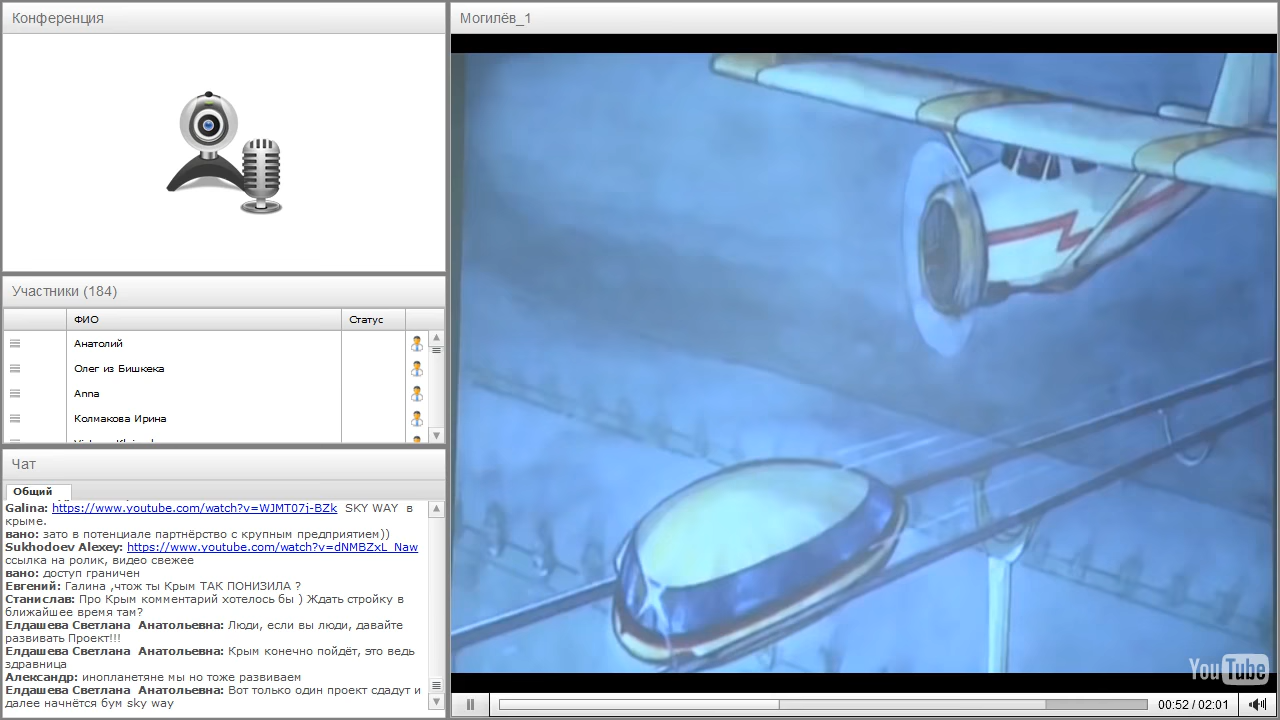 Конференция
Могилёв_1
Участники (184)
ФИО
Статус
Анатолий
Олег из Бишкека
Anna
Колмакова Ирина
Чат
Общий
Galina: https://www.youtube.com/watch?v=WJMT07j-BZk SKY WAY в
крыме.
вано: зато в потенциале партнёрство с крупным предприятием))
Sukhodoev Alexey: https://www.youtube.com/watch?v=dNMBZxL_Naw
ссылка на ролик, видео свежее
вано: доступ граничен
Евгений: Галина ,чтож ты Крым ТАК ПОНИЗИЛА ?
Станислав: Про Крым комментарий хотелось бы ) Ждать стройку в
ближайшее время там?
Елдашева Светлана Анатольевна: Люди, если вы люди, давайте
развивать Проект!!!
Елдашева Светлана Анатольевна: Крым конечно пойдёт, это ведь
здравница
Александр: инопланетяне мы но тоже развиваем
Елдашева Светлана Анатольевна: Вот только один проект сдадут и
далее начнётся бум sky way
YouTube
00:52 / 02:01